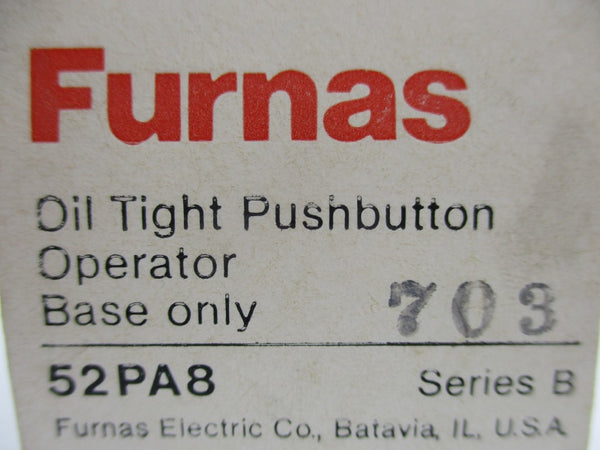 Furnas
Oil Tight Pushbutton
Operator
Base only 703
52PA8 Series B
Furnas Electric Co., Batavia, IL, U.S.A.